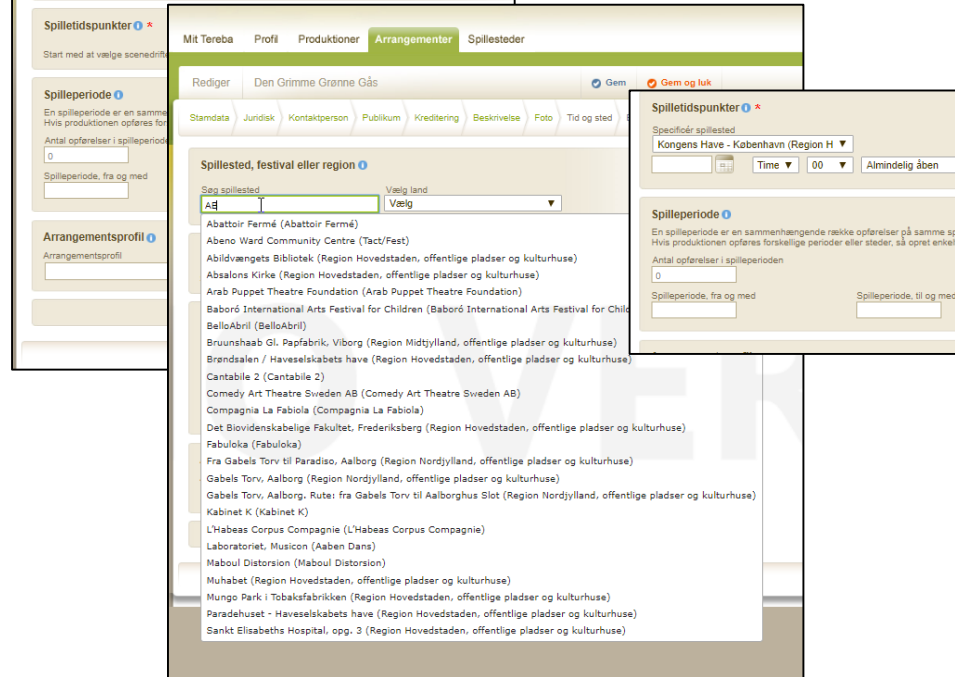 Spilletidspunkter *
Start med at vælge
Spilleperiode
En spilleperiode er en
Hvis produktionen opføres
Antal opførelser i spilleperiode
0
Spilleperiode, fra og med
Arrangementsprofil
Arrangementsprofil
Mit Tereba Profil Produktioner Arrangementer Spillesteder
Rediger Den Grimme Grønne Gås Gem Gem og luk
Stamdata Juridisk Kontaktperson Publikum Kreditering Beskrivelse Foto Tid og sted
Spillested, festival eller region
Søg spillested Vælg land
AB Vælg
Abattoir Fermé (Abattoir Fermé)
Abeno Ward Community Centre (Tact/Fest)
Abildvængets Bibliotek (Region Hovedstaden, offentlige pladser og kulturhuse)
Absalons Kirke (Region Hovedstaden, offentlige pladser og kulturhuse)
Arab Puppet Theatre Foundation (Arab Puppet Theatre Foundation)
Baboró International Arts Festival for Children (Baboró International Arts Festival for
BelloAbril (BelloAbril)
Bruunshaab Gl. Papfabrik, Viborg (Region Midtjylland, offentlige pladser og kulturhuse)
Brøndsalen / Haveselskabets have (Region Hovedstaden, offentlige pladser og kulturhuse)
Cantabile 2 (Cantabile 2)
Comedy Art Theatre Sweden AB (Comedy Art Theatre Sweden AB)
Compagnia La Fabiola (Compagnia La Fabiola)
Det Biovidenskabelige Fakultet, Frederiksberg (Region Hovedstaden, offentlige pladser og kulturhuse)
Fabuloka (Fabuloka)
Fra Gabels Torv til Paradiso, Aalborg (Region Nordjylland, offentlige pladser og kulturhuse)
Gabels Torv, Aalborg (Region Nordjylland, offentlige pladser og kulturhuse)
Gabels Torv, Aalborg. Rute: fra Gabels Torv til Aalborghus Slot (Region Nordjylland, offentlige pladser og kulturhuse)
Kabinet K (Kabinet K)
L'Habeas Corpus Compagnie (L'Habeas Corpus Compagnie)
Laboratoriet, Musicon (Aaben Dans)
Maboul Distorsion (Maboul Distorsion)
Muhabet (Region Hovedstaden, offentlige pladser og kulturhuse)
Mungo Park i Tobaksfabrikken (Region Hovedstaden, offentlige pladser og kulturhuse)
Paradehuset - Haveselskabets have (Region Hovedstaden, offentlige pladser og kulturhuse)
Sankt Elisabeths Hospital, opg. 3 (Region Hovedstaden, offentlige pladser og kulturhuse)
Spilletidspunkter *
Specificér spillested
Kongens Have - København (Region H
Time 00 Almindelig åben
Spilleperiode
En spilleperiode er en sammenhængende række opførelser på samme
Hvis produktionen opføres forskellige perioder eller steder, så opret
Antal opførelser i spilleperioden
0
Spilleperiode, fra og med Spilleperiode, til og med